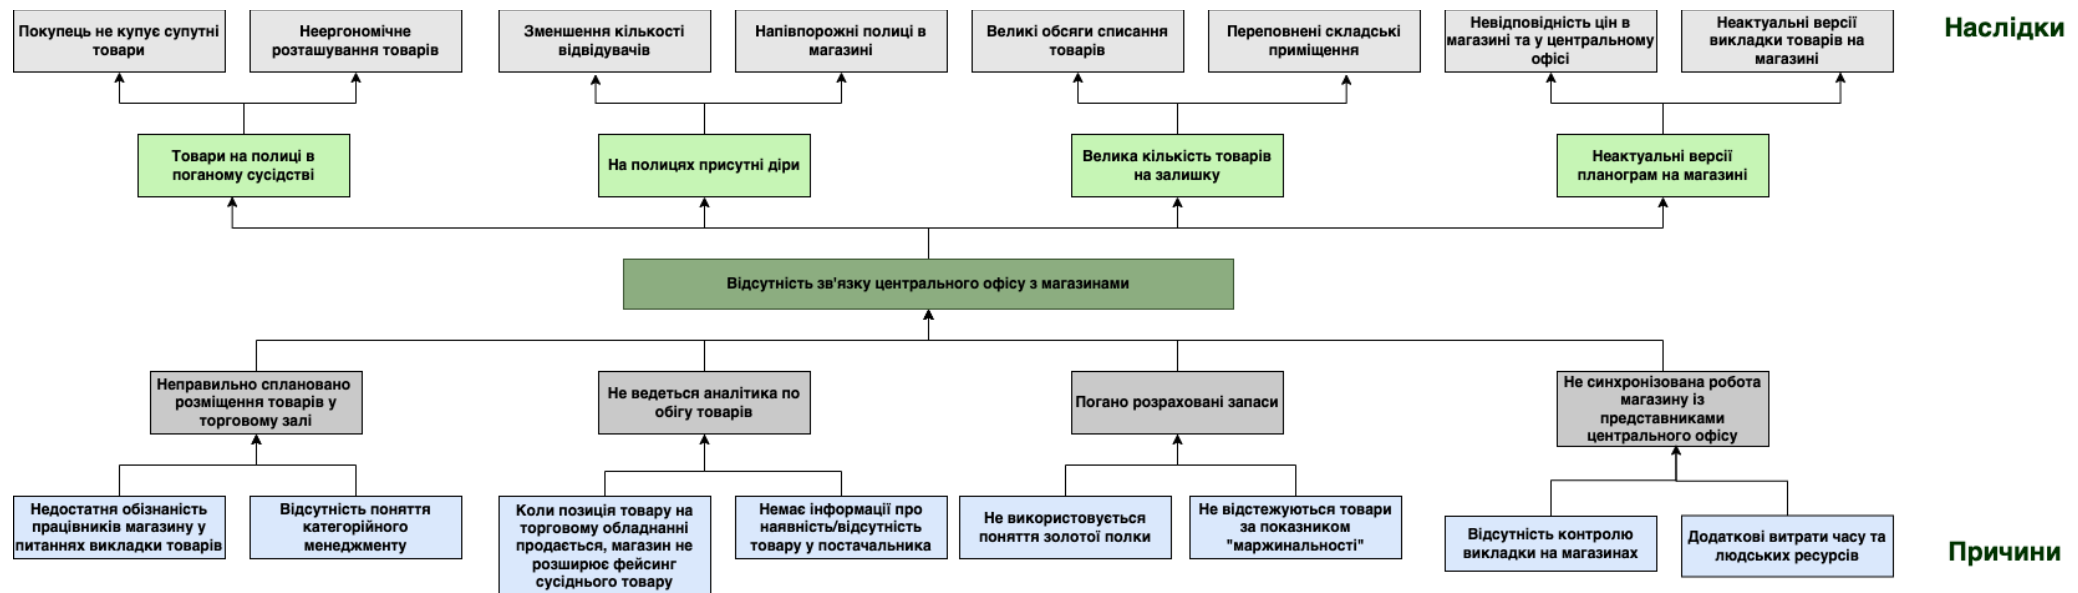 Покупець не купує супутні
товари
Неергономічне
розташування товарів
Зменшення кількості
відвідувачів
Напівпорожні полиці в
магазині
Великі обсяги списання
товарів
Переповнені складські
приміщення
Невідповідність цін в
магазині та у центральному
офісі
Неактуальні версії
викладки товарів на
магазині
Наслідки
Товари на полиці в
поганому сусідстві
На полицях присутні діри
Велика кількість товарів
на залишку
Неактуальні версії
планограм на магазині
Відсутність зв'язку центрального офісу з магазинами
Неправильно сплановано
розміщення товарів у
торговому залі
Не ведеться аналітика по
обігу товарів
Погано розраховані запаси
Не синхронізована робота
магазину із
представниками
центрального офісу
Недостатня обізнаність
працівників магазину у
питаннях викладки товарів
Відсутність поняття
категорійного
менеджменту
Коли позиція товару на
торговому обладнанні
продається, магазин не
розширює фейсинг
сусіднього товару
Немає інформації про
наявність/відсутність
товару у постачальника
Не використовується
поняття золотої полки
Не відстежуються товари
за показником
"маржинальності"
Відсутність контролю
викладки на магазинах
Додаткові витрати часу та
людських ресурсів
Причини